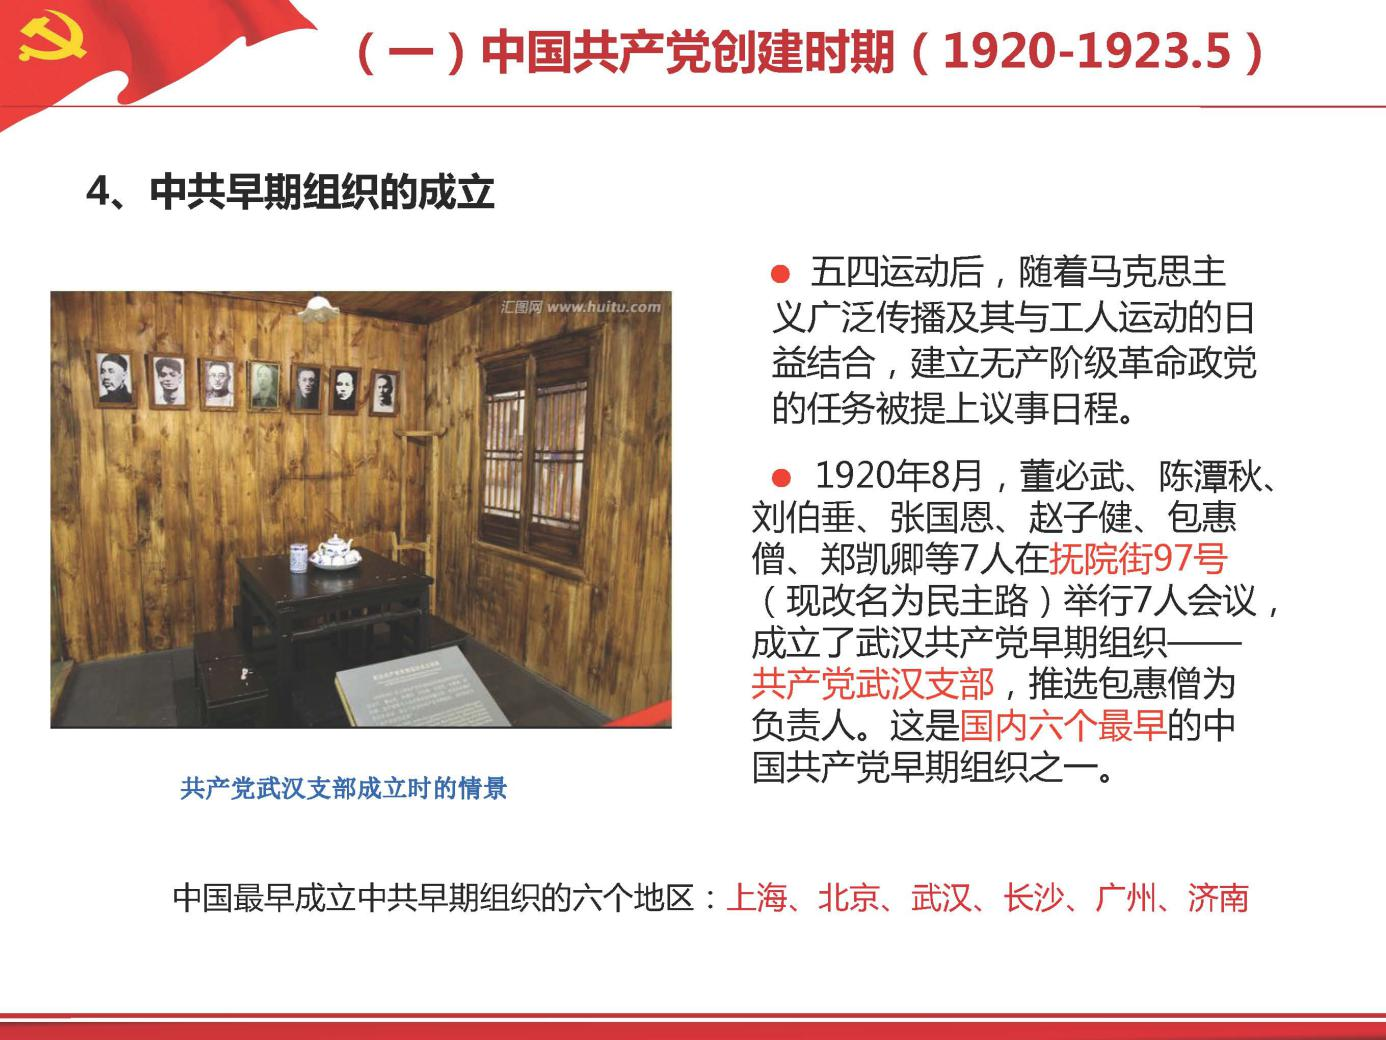 （一）中国共产党创建时期（1920-1923.5）
4、中共早期组织的成立
汇图网 www.huitu.com
共产党武汉支部成立时的情景
● 五四运动后，随着马克思主
义广泛传播及其与工人运动的日
益结合，建立无产阶级革命政党
的任务被提上议事日程。
● 1920年8月，董必武、陈潭秋、
刘伯垂、张国恩、赵子健、包惠
僧、郑凯卿等7人在抚院街97号
（现改名为民主路）举行7人会议，
成立了武汉共产党早期组织——
共产党武汉支部，推选包惠僧为
负责人。这是国内六个最早的中
国共产党早期组织之一。
中国最早成立中共早期组织的六个地区：上海、北京、武汉、长沙、广州、济南